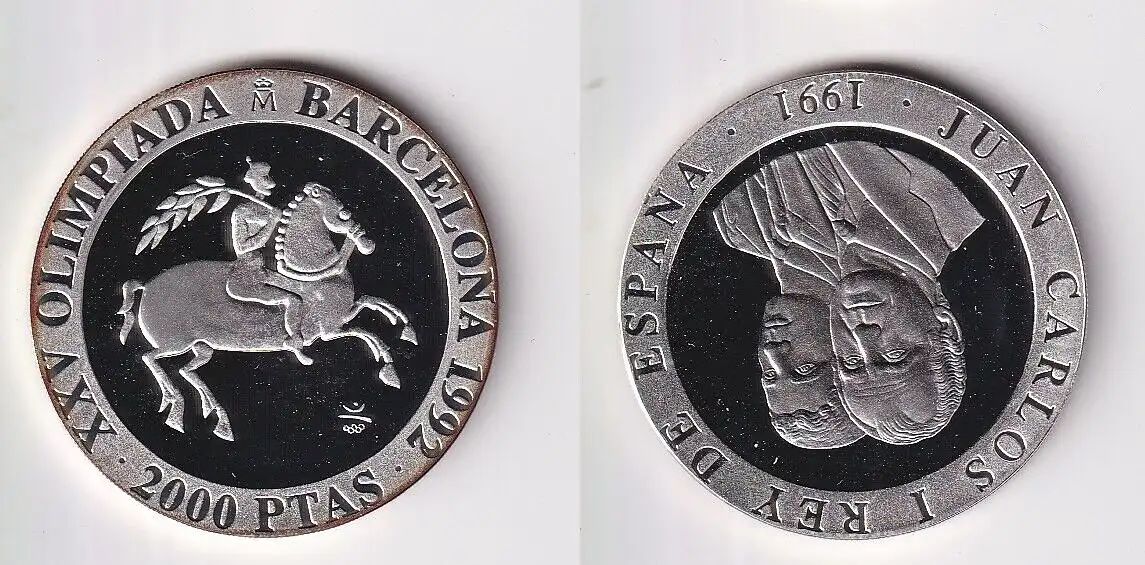 XXV OLIMPIADA M BARCELONA 1992
2000 PTAS
JUAN CARLOS I REY DE ESPAÑA
1991